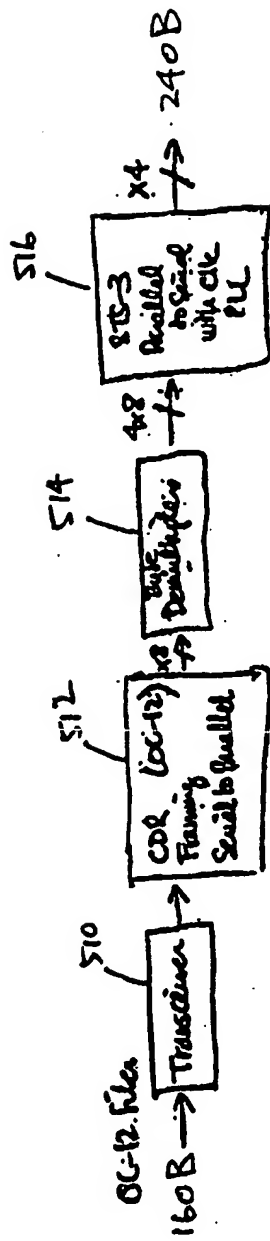 OC-12 Fiber
160B
510
Transceiver
512
CDR (OC-12)
Framing
Serial to Parallel
x8
514
Byte
Demultiplexer
4x8
516
STS-3
Parallel
to Serial
with Clk
PLL
x4
240B